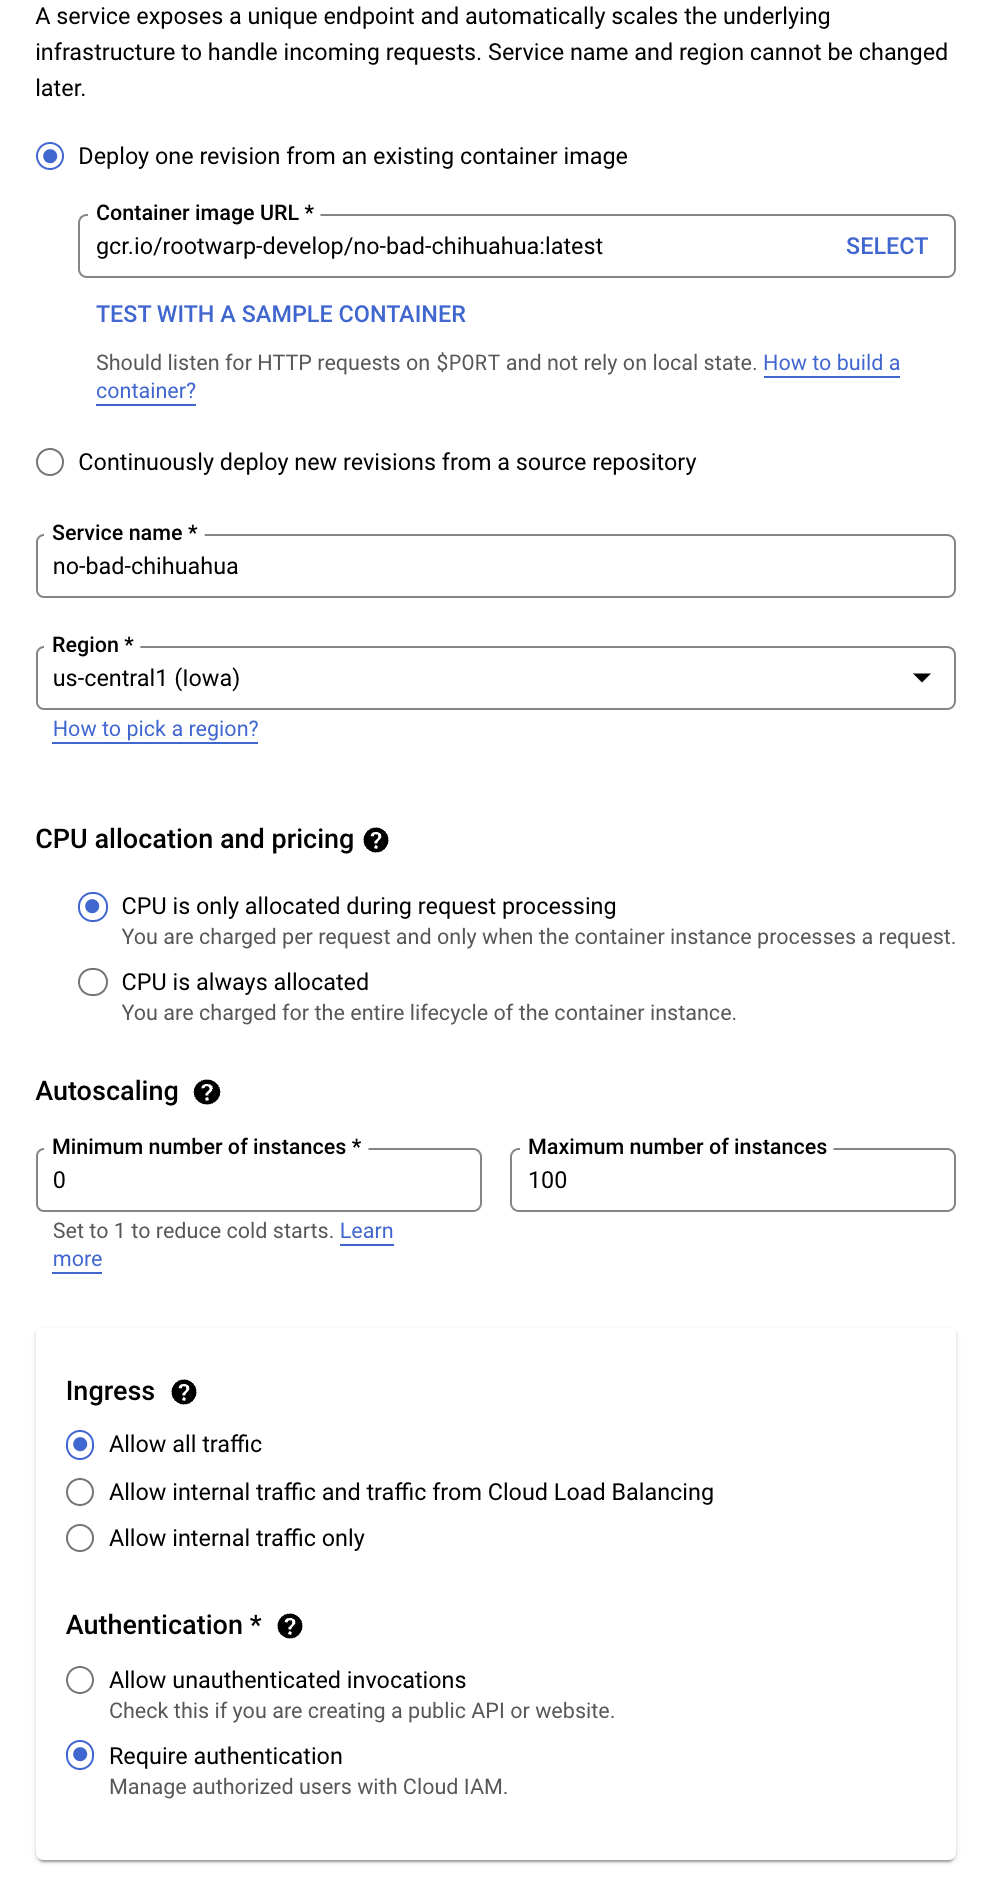 A service exposes a unique endpoint and automatically scales the underlying
infrastructure to handle incoming requests. Service name and region cannot be changed
later.
Deploy one revision from an existing container image
Container image URL *
gcr.io/rootwarp-develop/no-bad-chihuahua:latest
SELECT
TEST WITH A SAMPLE CONTAINER
Should listen for HTTP requests on $PORT and not rely on local state. How to build a
container?
Continuously deploy new revisions from a source repository
Service name *
no-bad-chihuahua
Region *
us-central1 (Iowa)
How to pick a region?
CPU allocation and pricing ?
CPU is only allocated during request processing
You are charged per request and only when the container instance processes a request.
CPU is always allocated
You are charged for the entire lifecycle of the container instance.
Autoscaling ?
Minimum number of instances *
0
Maximum number of instances
100
Set to 1 to reduce cold starts. Learn
more
Ingress ?
Allow all traffic
Allow internal traffic and traffic from Cloud Load Balancing
Allow internal traffic only
Authentication * ?
Allow unauthenticated invocations
Check this if you are creating a public API or website.
Require authentication
Manage authorized users with Cloud IAM.